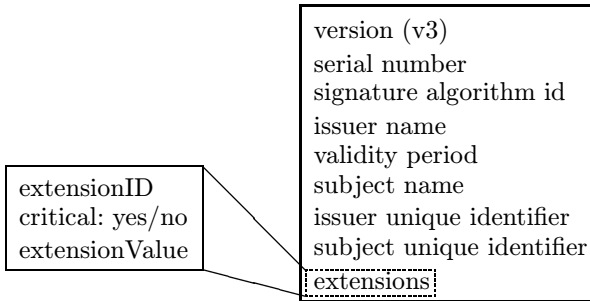 version (v3)
serial number
signature algorithm id
issuer name
validity period
subject name
issuer unique identifier
subject unique identifier
extensions
extensionID
critical: yes/no
extensionValue